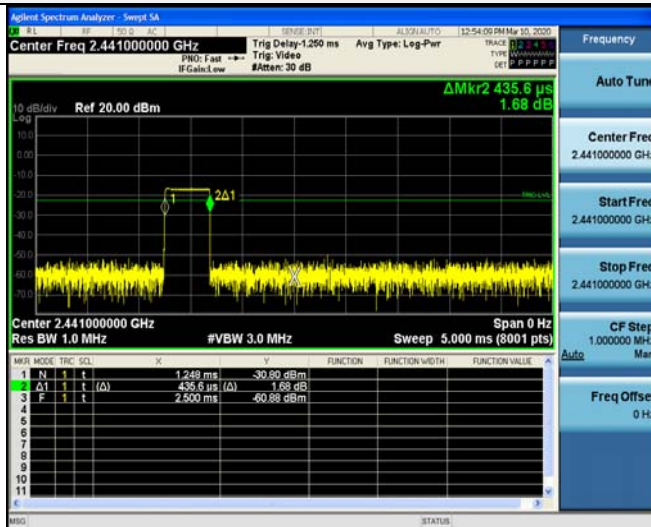 Agilent Spectrum Analyzer - Swept SA
RL RF 50 Ω AC SENSE:INT ALIGN AUTO 12:54:09 PM Mar 10, 2020
Center Freq 2.441000000 GHz
PNO: Fast
IFGain:Low
Trig Delay-1.250 ms
Trig: Video
#Atten: 30 dB
Avg Type: Log-Pwr
TRACE 1 2 3 4 5 6
TYPE
DET P P P P P P
Frequency
ΔMkr2 435.6 µs
1.68 dB
10 dB/div Ref 20.00 dBm
Log
10.0
0.00
-10.0
-20.0
-30.0
-40.0
-50.0
-60.0
-70.0
1
2Δ1
TRIG LVL
X
Center 2.441000000 GHz Span 0 Hz
Res BW 1.0 MHz #VBW 3.0 MHz Sweep 5.000 ms (8001 pts)
MKR MODE TRC SCL X Y FUNCTION FUNCTION WIDTH FUNCTION VALUE
1 N 1 t 1.248 ms -30.80 dBm
2 Δ1 1 t (Δ) 435.6 µs (Δ) 1.68 dB
3 F 1 t 2.500 ms -60.88 dBm
4
5
6
7
8
9
10
11
MSG STATUS
Auto Tune
Center Freq
2.441000000 GHz
Start Freq
2.441000000 GHz
Stop Freq
2.441000000 GHz
CF Step
1.000000 MHz
Auto Man
Freq Offset
0 Hz